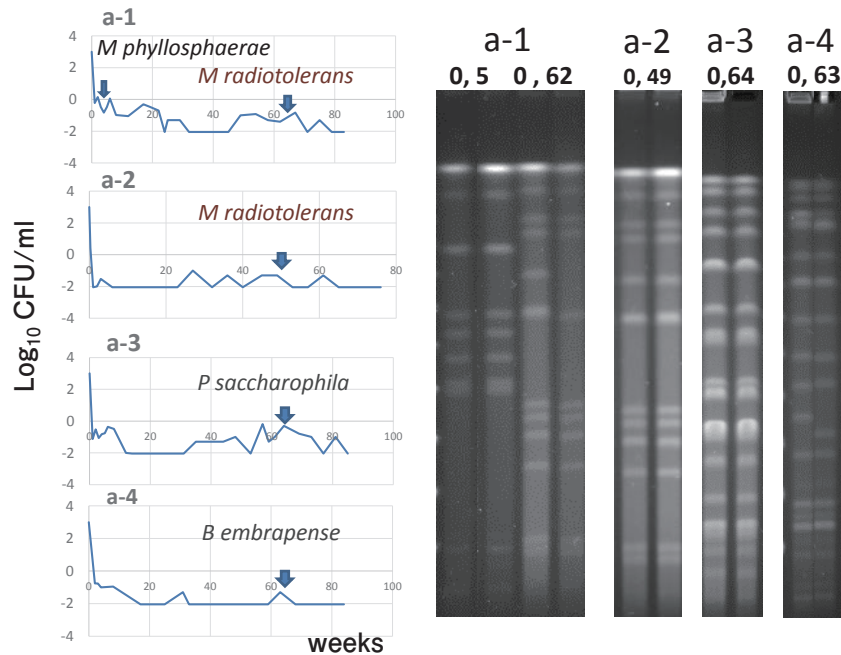 a-1
M phyllosphaerae
M radiotolerans
4
2
0
-2
-4
0 20 40 60 80 100
a-2
M radiotolerans
4
2
0
-2
-4
0 20 40 60 80
a-3
P saccharophila
4
2
0
-2
-4
0 20 40 60 80 100
a-4
B embrapense
4
2
0
-2
-4
0 20 40 60 80 100
Log10 CFU/ml
weeks
a-1
0, 5 0, 62
a-2
0, 49
a-3
0,64
a-4
0, 63